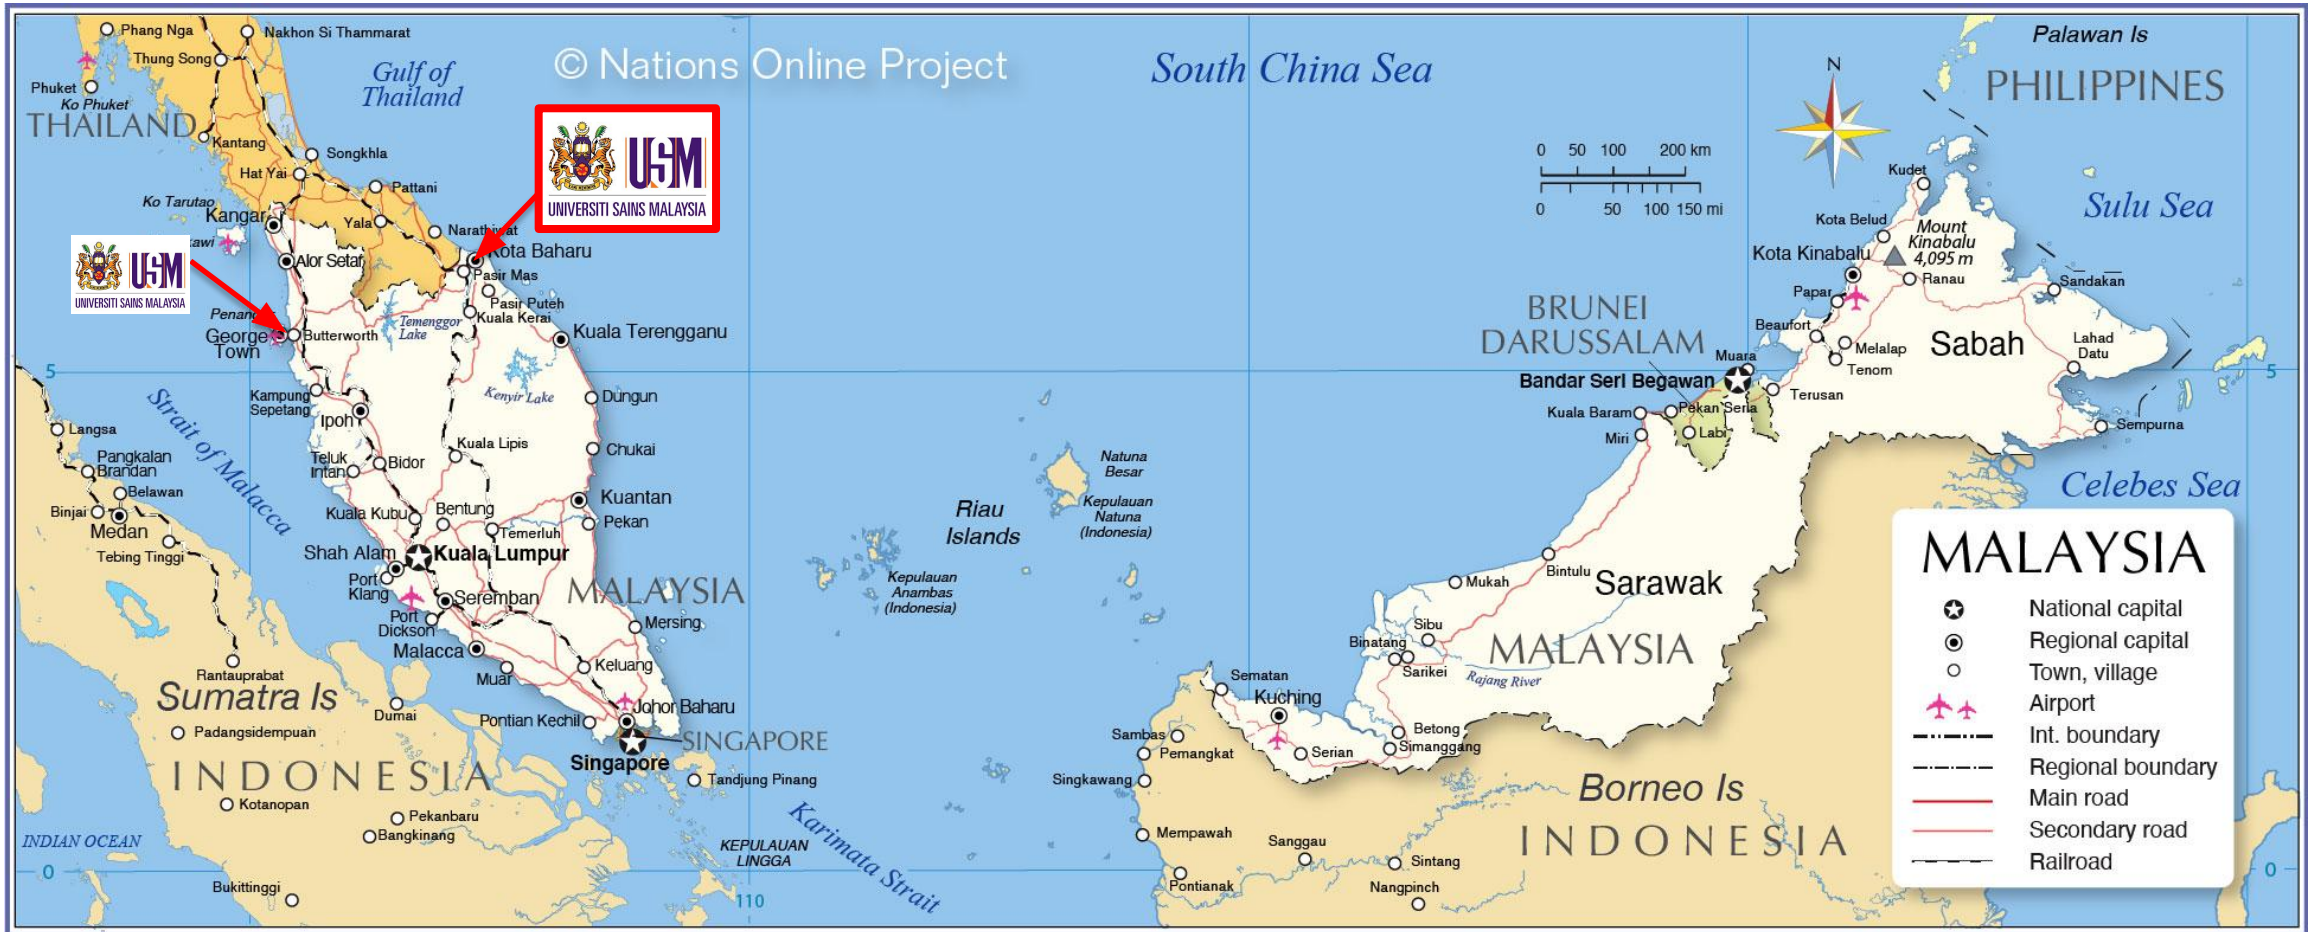 © Nations Online Project
South China Sea
Palawan Is
PHILIPPINES
Sulu Sea
Celebes Sea
Gulf of
Thailand
Phang Nga
Nakhon Si Thammarat
Thung Song
Phuket
Ko Phuket
THAILAND
Kantang
Songkhla
Hat Yai
Pattani
Ko Tarutao
Kangar
Yala
Narathiwat
USM
UNIVERSITI SAINS MALAYSIA
USM
UNIVERSITI SAINS MALAYSIA
Kota Baharu
Alor Setar
Pasir Mas
Pasir Puteh
Kuala Kerai
George
Town
Butterworth
Temenggor
Lake
Kuala Terengganu
5
Kampung
Sepetang
Kenyir Lake
Dungun
Ipoh
Strait of Malacca
Kuala Lipis
Chukai
Teluk
Intan
Bidor
Langsa
Pangkalan
Brandan
Belawan
Binjai
Medan
Tebing Tinggi
Kuantan
Kuala Kubu
Bentung
Temerluh
Pekan
Shah Alam
Kuala Lumpur
Port
Klang
MALAYSIA
Seremban
Port
Dickson
Mersing
Malacca
Keluang
Muar
Rantauprabat
Sumatra Is
Dumai
Pontian Kechil
Johor Baharu
SINGAPORE
Singapore
Padangsidempuan
INDONESIA
Tandjung Pinang
Kotanopan
Pekanbaru
Bangkinang
INDIAN OCEAN
0
Bukittinggi
KEPULAUAN
LINGGA
Karimata Strait
110
Riau
Islands
Natuna
Besar
Kepulauan
Natuna
(Indonesia)
Kepulauan
Anambas
(Indonesia)
0 50 100 200 km
0 50 100 150 mi
N
Kudet
Kota Belud
Mount
Kinabalu
4,095 m
Kota Kinabalu
Ranau
Sandakan
Papar
BRUNEI
DARUSSALAM
Beaufort
Sabah
Melalap
Lahad
Datu
Muara
Tenom
5
Bandar Seri Begawan
Terusan
Kuala Baram
Pekan Seria
Sempurna
Miri
Labi
Bintulu
Mukah
Sarawak
Sibu
Binatang
MALAYSIA
Sarikei
Rajang River
Sematan
Kuching
Sambas
Betong
Pemangkat
Serian
Simanggang
Singkawang
Borneo Is
Mempawah
Sanggau
INDONESIA
Sintang
Pontianak
Nangpinch
0
MALAYSIA
National capital
Regional capital
Town, village
Airport
Int. boundary
Regional boundary
Main road
Secondary road
Railroad